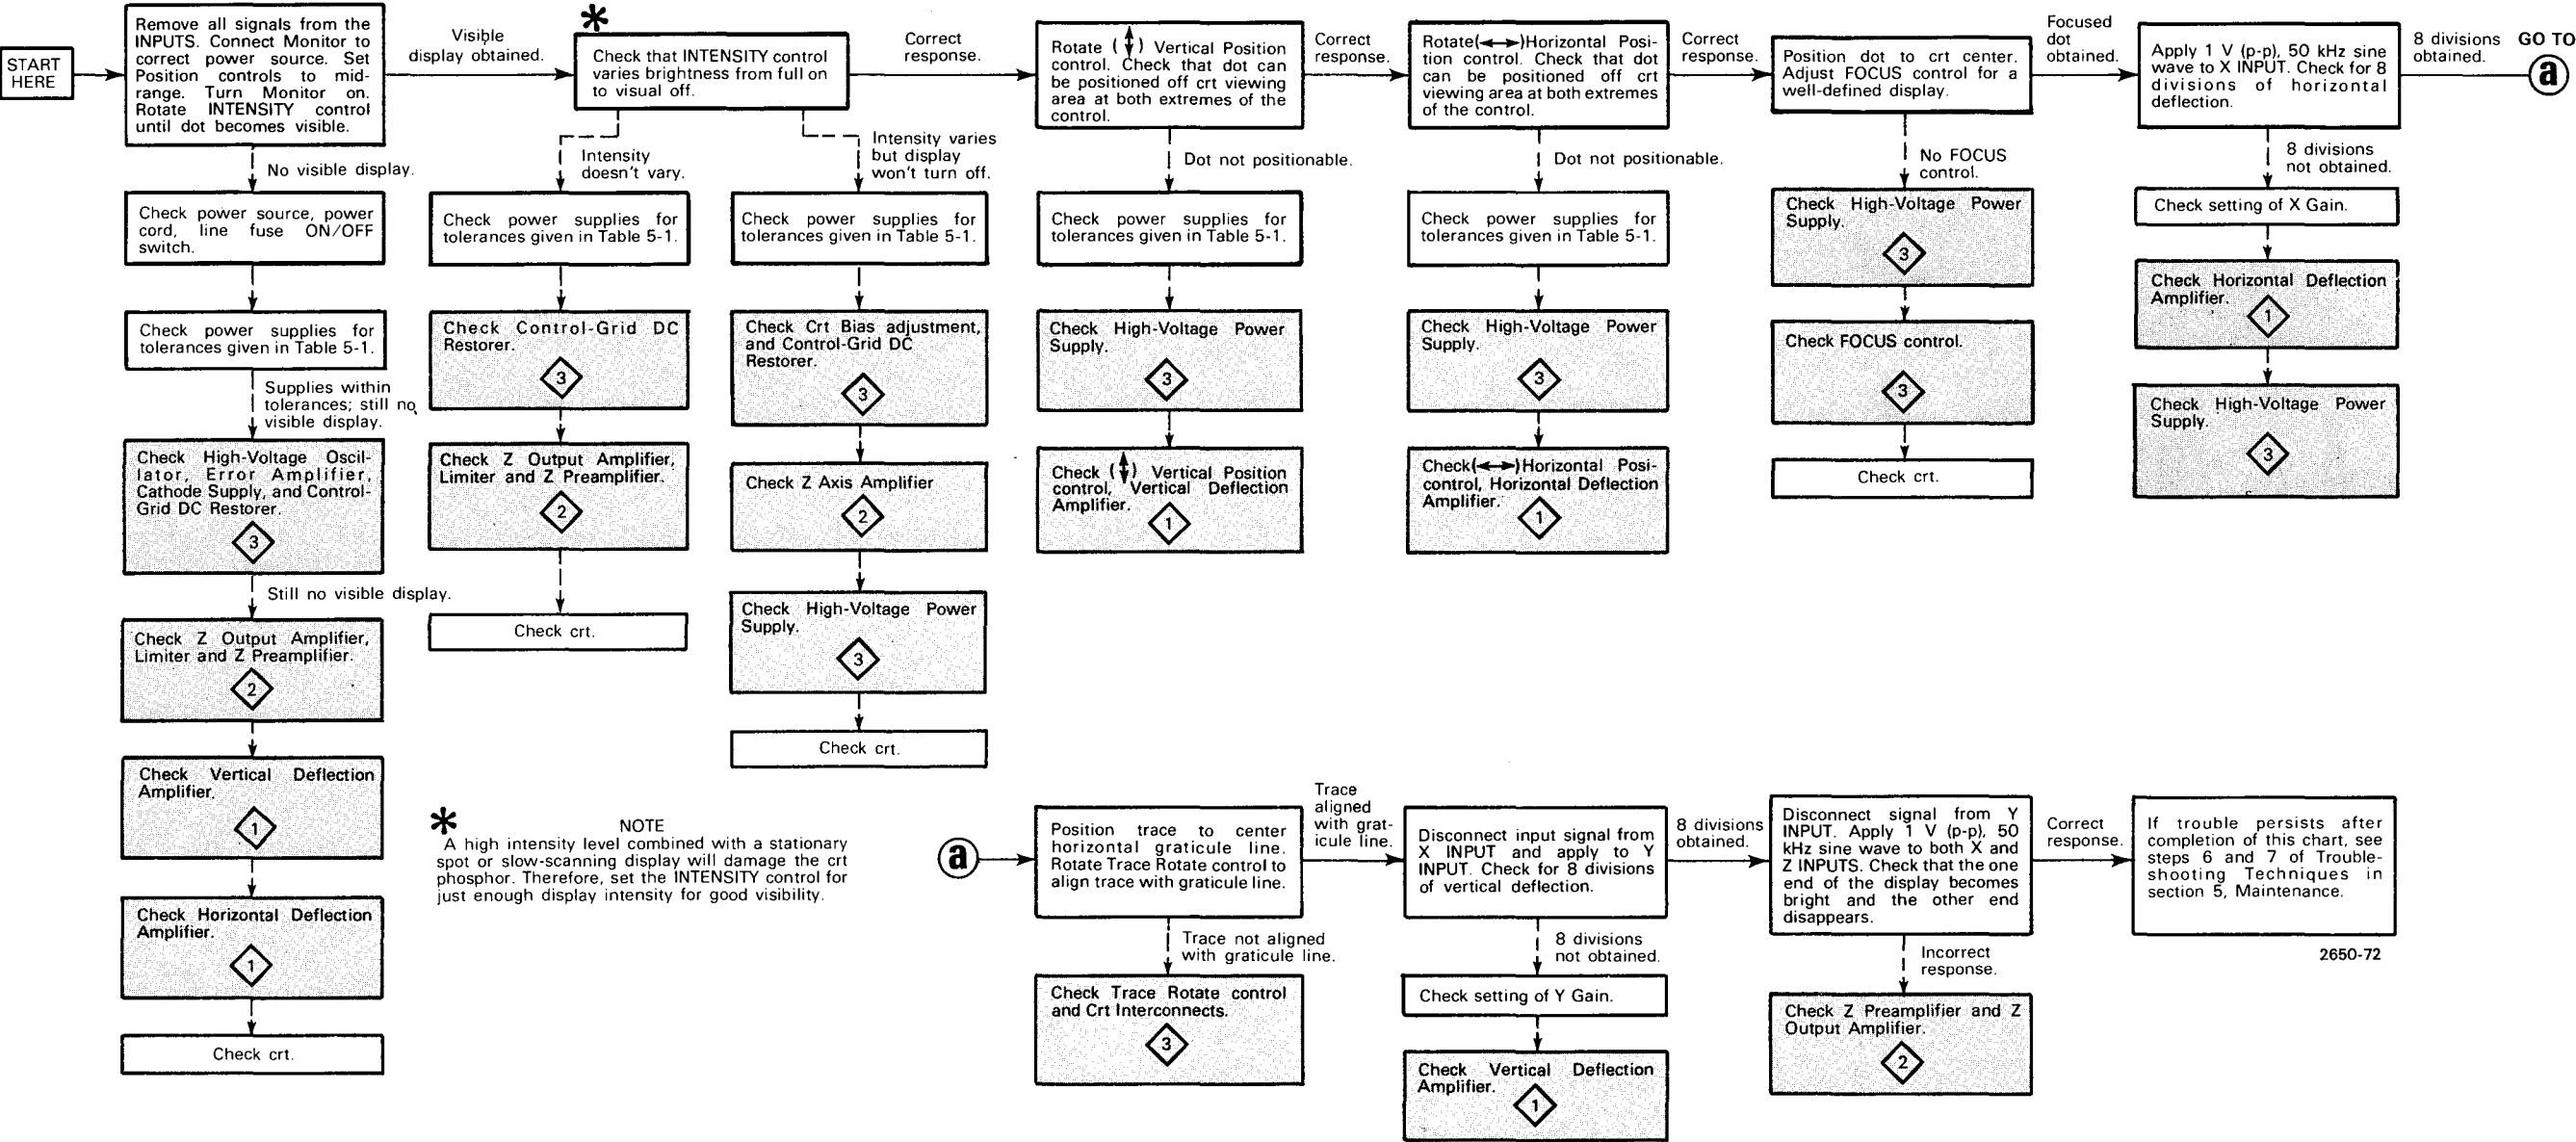 START
HERE
Remove all signals from the
INPUTS. Connect Monitor to
correct power source. Set
Position controls to mid-
range. Turn Monitor on.
Rotate INTENSITY control
until dot becomes visible.
Visible
display obtained.
*
Check that INTENSITY control
varies brightness from full on
to visual off.
Correct
response.
Rotate (↕) Vertical Position
control. Check that dot can
be positioned off crt viewing
area at both extremes of the
control.
Correct
response.
Rotate(↔)Horizontal Posi-
tion control. Check that dot
can be positioned off crt
viewing area at both extremes
of the control.
Correct
response.
Position dot to crt center.
Adjust FOCUS control for a
well-defined display.
Focused
dot
obtained.
Apply 1 V (p-p), 50 kHz sine
wave to X INPUT. Check for 8
divisions of horizontal
deflection.
8 divisions
obtained.
GO TO
a
No visible display.
Check power source, power
cord, line fuse ON/OFF
switch.
Check power supplies for
tolerances given in Table 5-1.
Supplies within
tolerances; still no
visible display.
Check High-Voltage Oscil-
lator, Error Amplifier,
Cathode Supply, and Control-
Grid DC Restorer.
3
Still no visible display.
Check Z Output Amplifier,
Limiter and Z Preamplifier.
2
Check Vertical Deflection
Amplifier.
1
Check Horizontal Deflection
Amplifier.
1
Check crt.
Intensity
doesn't vary.
Check power supplies for
tolerances given in Table 5-1.
Check Control-Grid DC
Restorer.
3
Check Z Output Amplifier,
Limiter and Z Preamplifier.
2
Check crt.
Intensity varies
but display
won't turn off.
Check power supplies for
tolerances given in Table 5-1.
Check Crt Bias adjustment,
and Control-Grid DC
Restorer.
3
Check Z Axis Amplifier
2
Check High-Voltage Power
Supply.
3
Check crt.
Dot not positionable.
Check power supplies for
tolerances given in Table 5-1.
Check High-Voltage Power
Supply.
3
Check (↕) Vertical Position
control, Vertical Deflection
Amplifier.
1
Dot not positionable.
Check power supplies for
tolerances given in Table 5-1.
Check High-Voltage Power
Supply.
3
Check(↔)Horizontal Posi-
control, Horizontal Deflection
Amplifier.
1
No FOCUS
control.
Check High-Voltage Power
Supply.
3
Check FOCUS control.
3
Check crt.
8 divisions
not obtained.
Check setting of X Gain.
Check Horizontal Deflection
Amplifier.
1
Check High-Voltage Power
Supply.
3
*
NOTE
A high intensity level combined with a stationary
spot or slow-scanning display will damage the crt
phosphor. Therefore, set the INTENSITY control for
just enough display intensity for good visibility.
a
Position trace to center
horizontal graticule line.
Rotate Trace Rotate control to
align trace with graticule line.
Trace
aligned
with grat-
icule line.
Disconnect input signal from
X INPUT and apply to Y
INPUT. Check for 8 divisions
of vertical deflection.
8 divisions
obtained.
Disconnect signal from Y
INPUT. Apply 1 V (p-p), 50
kHz sine wave to both X and
Z INPUTS. Check that the one
end of the display becomes
bright and the other end
disappears.
Correct
response.
If trouble persists after
completion of this chart, see
steps 6 and 7 of Trouble-
shooting Techniques in
section 5, Maintenance.
Trace not aligned
with graticule line.
Check Trace Rotate control
and Crt Interconnects.
3
8 divisions
not obtained.
Check setting of Y Gain.
Check Vertical Deflection
Amplifier.
1
Incorrect
response.
Check Z Preamplifier and Z
Output Amplifier.
2
2650-72